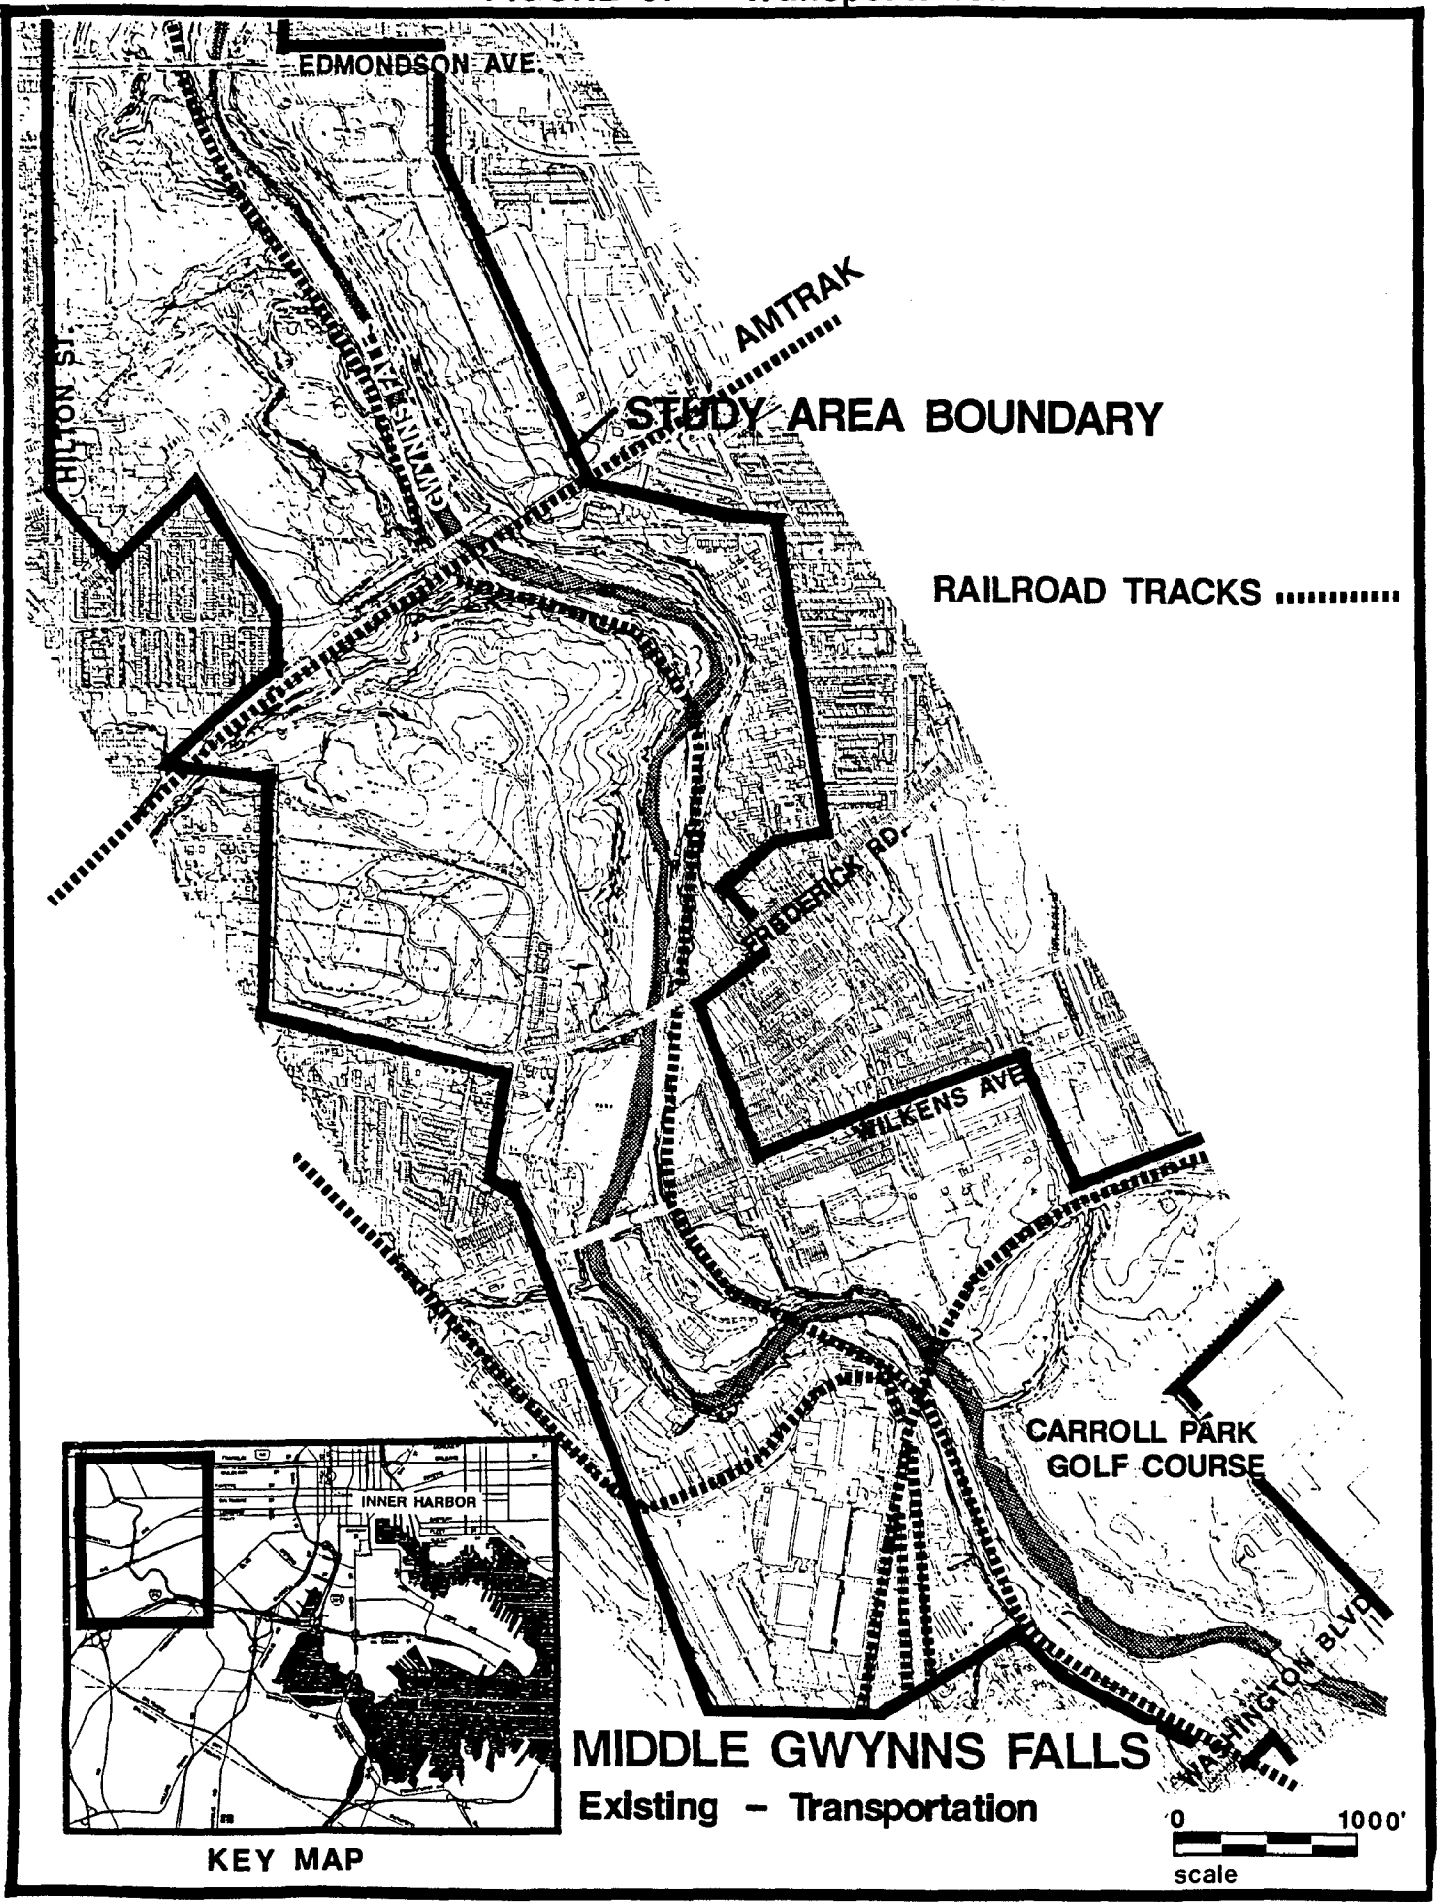 EDMONDSON AVE.
AMTRAK
STUDY AREA BOUNDARY
HILTON ST.
GWYNNS FALLS
RAILROAD TRACKS
FREDERICK RD.
WILKENS AVE.
CARROLL PARK
GOLF COURSE
WASHINGTON BLVD.
INNER HARBOR
MIDDLE GWYNNS FALLS
Existing – Transportation
KEY MAP
0 1000'
scale